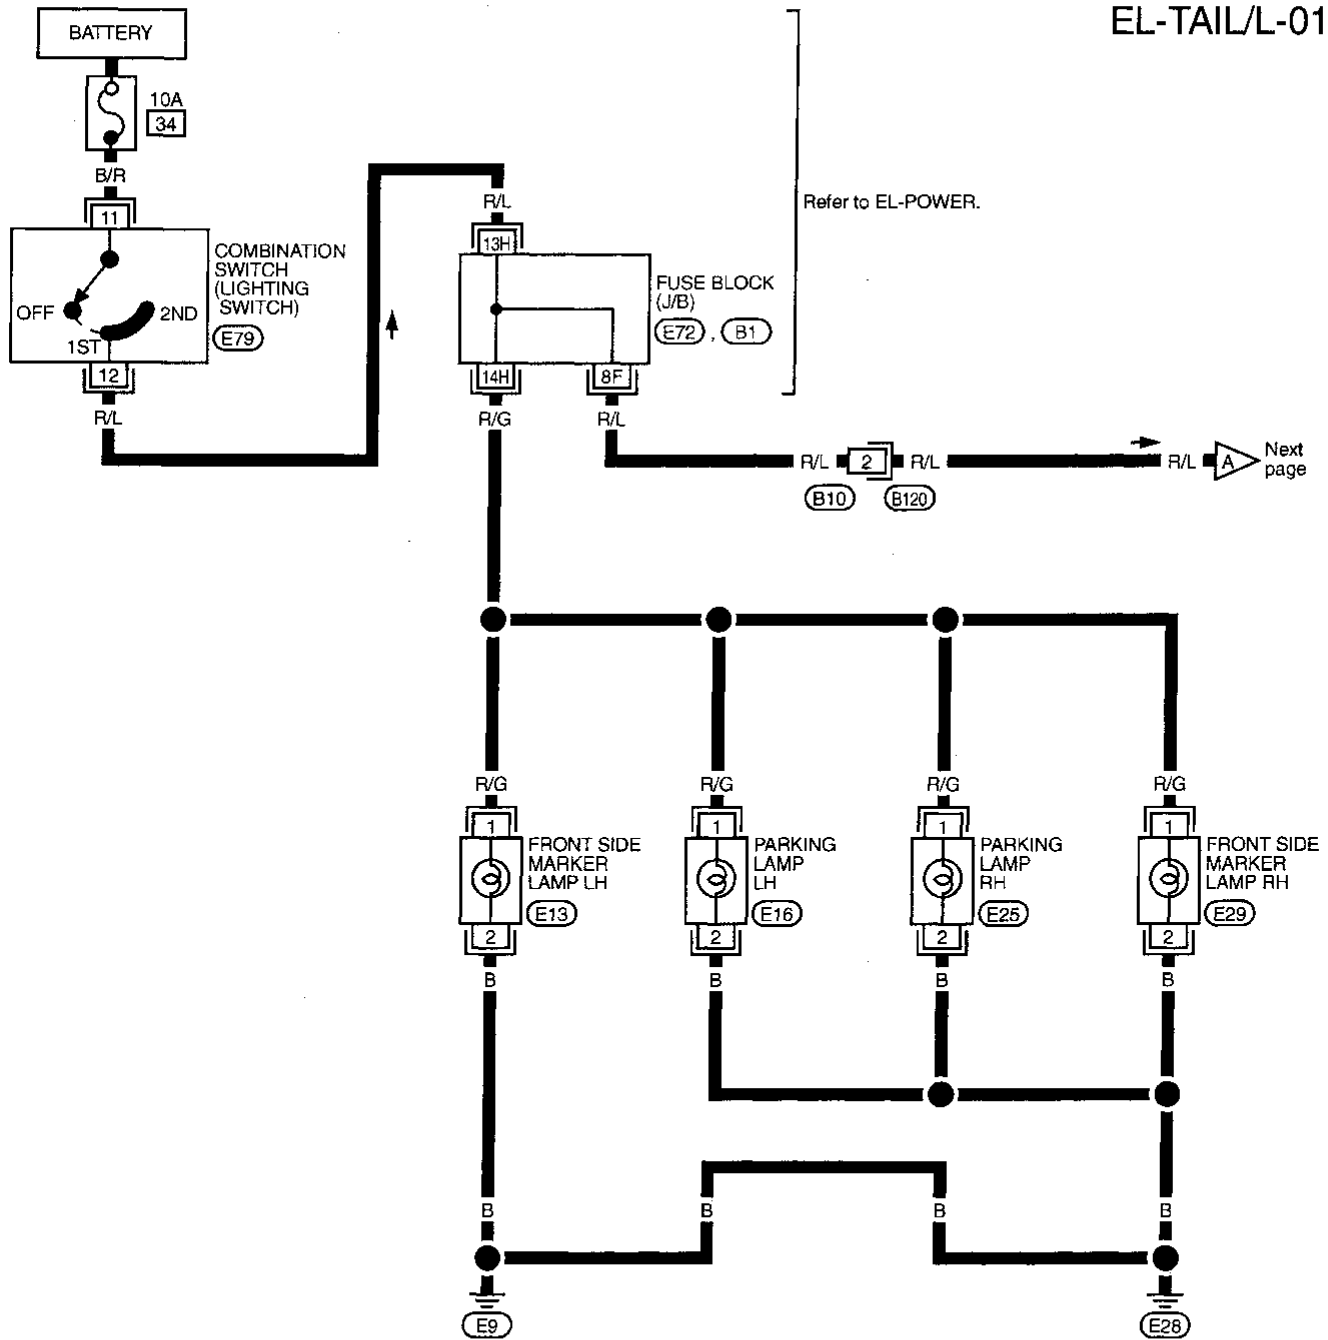 EL-TAIL/L-01
BATTERY
10A
34
B/R
11
COMBINATION
SWITCH
(LIGHTING
SWITCH)
E79
OFF
2ND
1ST
12
R/L
R/L
13H
FUSE BLOCK
(J/B)
E72 , B1
14H
8F
R/G
R/L
Refer to EL-POWER.
R/L 2 R/L
B10 B120
R/L A Next
page
R/G R/G R/G R/G
1 1 1 1
FRONT SIDE
MARKER
LAMP LH
E13
PARKING
LAMP
LH
E16
PARKING
LAMP
RH
E25
FRONT SIDE
MARKER
LAMP RH
E29
2 2 2 2
B B B B
B B B B
E9 E28